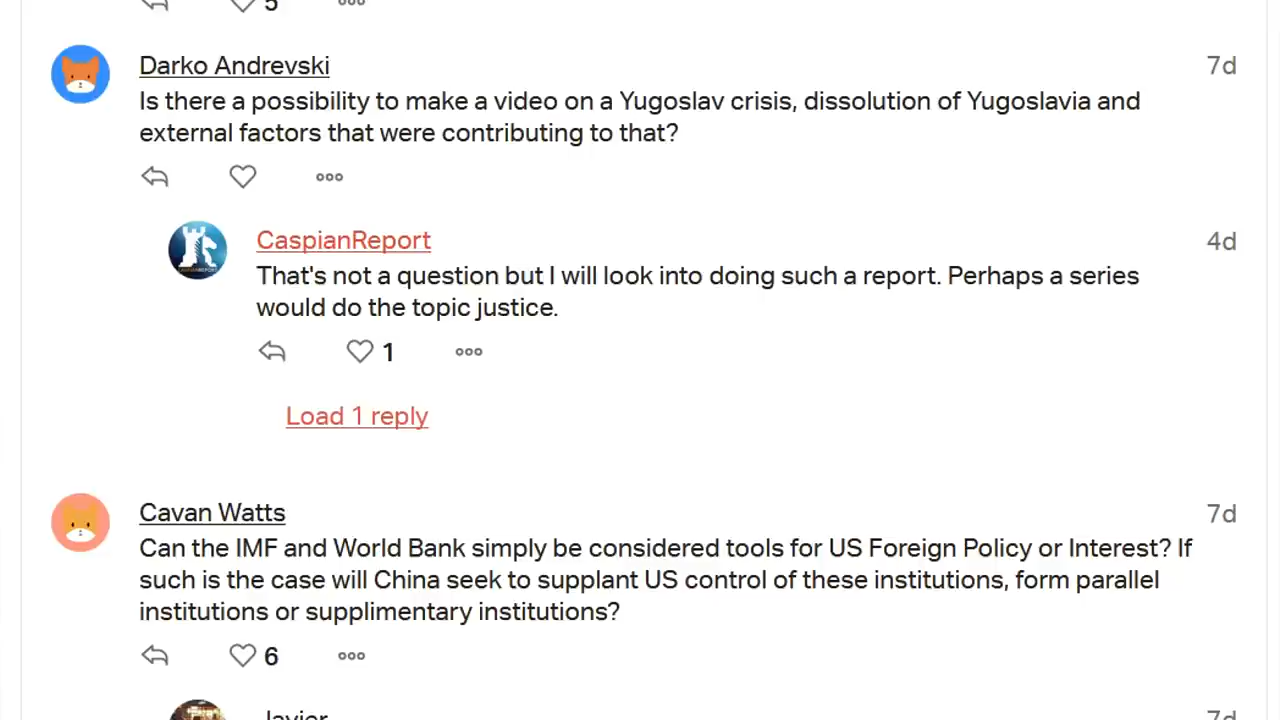 5
Darko Andrevski
7d
Is there a possibility to make a video on a Yugoslav crisis, dissolution of Yugoslavia and
external factors that were contributing to that?
CaspianReport
4d
That's not a question but I will look into doing such a report. Perhaps a series
would do the topic justice.
1
Load 1 reply
Cavan Watts
7d
Can the IMF and World Bank simply be considered tools for US Foreign Policy or Interest? If
such is the case will China seek to supplant US control of these institutions, form parallel
institutions or supplimentary institutions?
6
Javier
7d